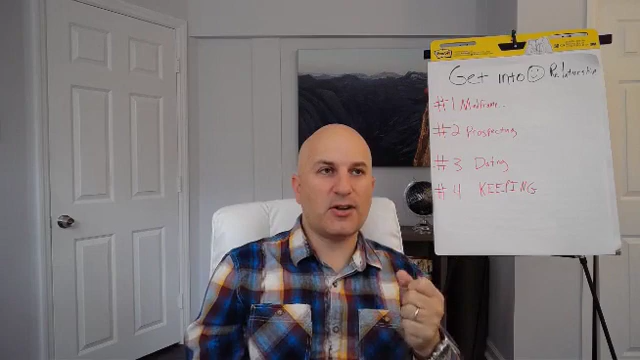 Get into ☺ Relationship
#1 Mindframe..
#2 Prospecting
#3 Dating
#4 KEEPING